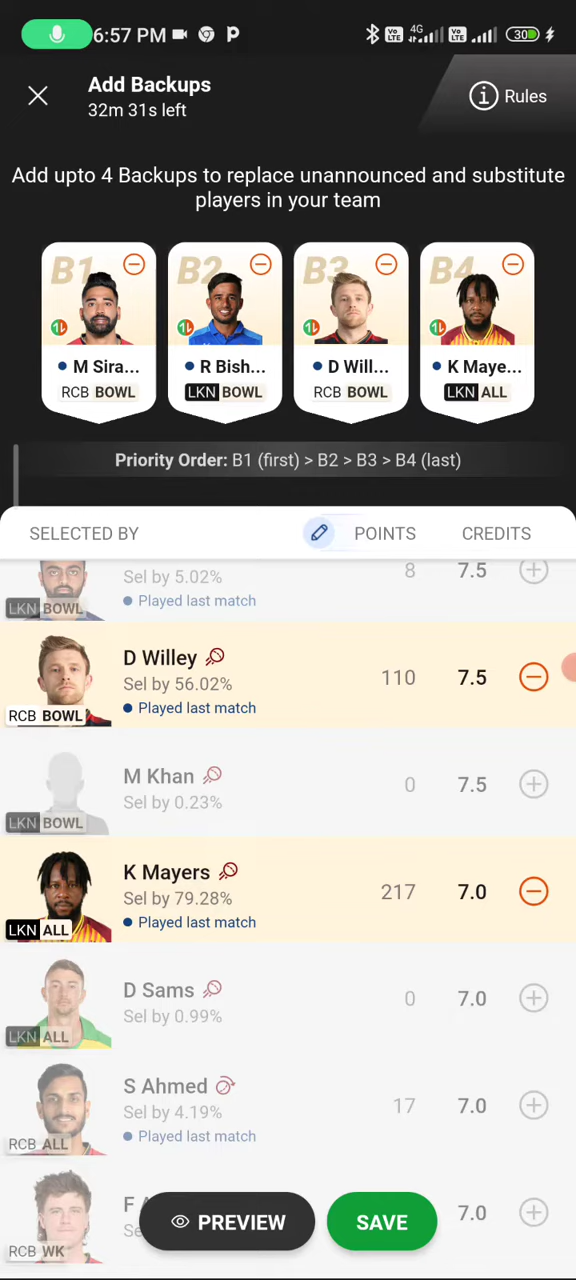 6:57 PM
4G
Vo LTE
Vo LTE
30
Add Backups
32m 31s left
Rules
Add upto 4 Backups to replace unannounced and substitute
players in your team
B1
B2
B3
B4
M Sira...
R Bish...
D Will...
K Maye...
RCB BOWL
LKN BOWL
RCB BOWL
LKN ALL
Priority Order: B1 (first) > B2 > B3 > B4 (last)
SELECTED BY POINTS CREDITS
Sel by 5.02% 8 7.5
Played last match
LKN BOWL
D Willey
Sel by 56.02% 110 7.5
Played last match
RCB BOWL
M Khan
Sel by 0.23% 0 7.5
LKN BOWL
K Mayers
Sel by 79.28% 217 7.0
Played last match
LKN ALL
D Sams
Sel by 0.99% 0 7.0
LKN ALL
S Ahmed
Sel by 4.19% 17 7.0
Played last match
RCB ALL
F 7.0
Se
RCB WK
PREVIEW
SAVE